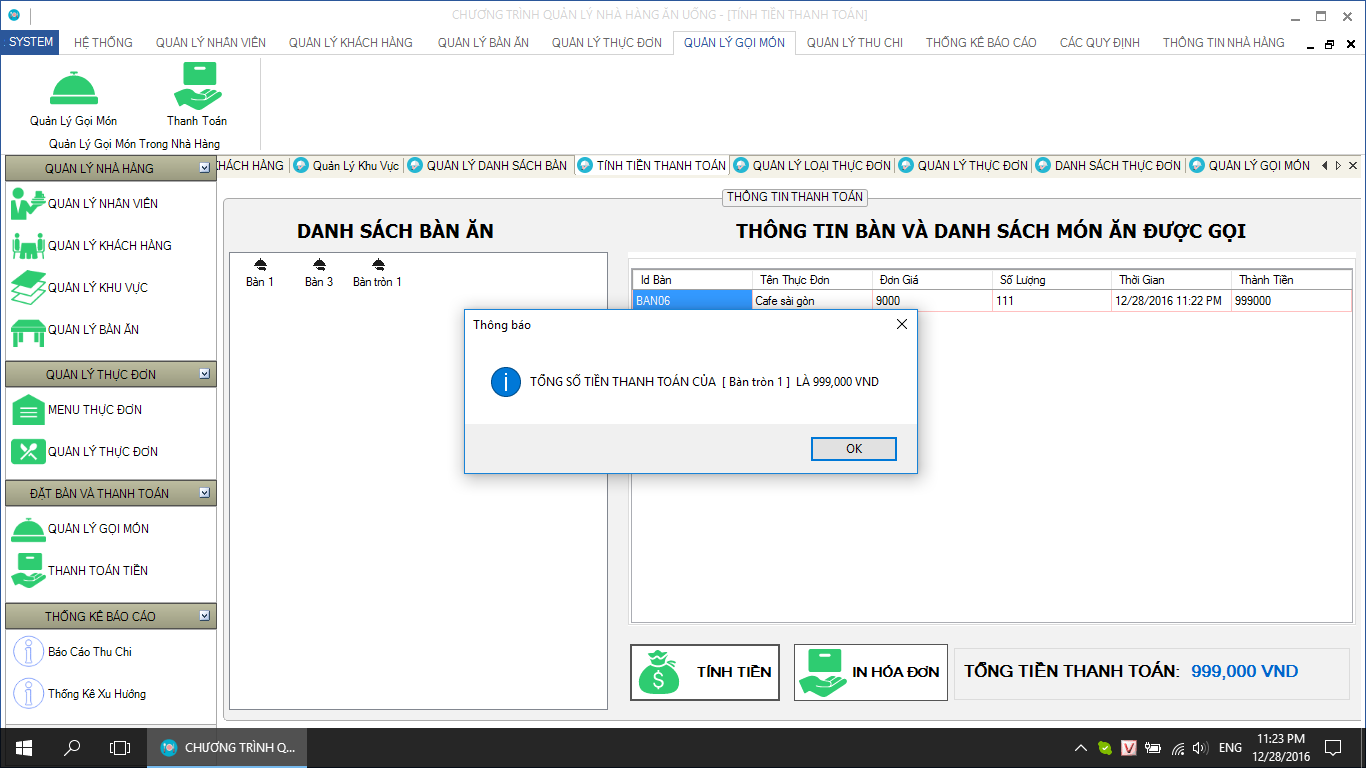 CHƯƠNG TRÌNH QUẢN LÝ NHÀ HÀNG ĂN UỐNG - [TÍNH TIỀN THANH TOÁN]
SYSTEM HỆ THỐNG QUẢN LÝ NHÂN VIÊN QUẢN LÝ KHÁCH HÀNG QUẢN LÝ BÀN ĂN QUẢN LÝ THỰC ĐƠN QUẢN LÝ GỌI MÓN QUẢN LÝ THU CHI THỐNG KÊ BÁO CÁO CÁC QUY ĐỊNH THÔNG TIN NHÀ HÀNG
Quản Lý Gọi Món Thanh Toán
Quản Lý Gọi Món Trong Nhà Hàng
KHÁCH HÀNG Quản Lý Khu Vực QUẢN LÝ DANH SÁCH BÀN TÍNH TIỀN THANH TOÁN QUẢN LÝ LOẠI THỰC ĐƠN QUẢN LÝ THỰC ĐƠN DANH SÁCH THỰC ĐƠN QUẢN LÝ GỌI MÓN
QUẢN LÝ NHÀ HÀNG
QUẢN LÝ NHÂN VIÊN
QUẢN LÝ KHÁCH HÀNG
QUẢN LÝ KHU VỰC
QUẢN LÝ BÀN ĂN
QUẢN LÝ THỰC ĐƠN
MENU THỰC ĐƠN
QUẢN LÝ THỰC ĐƠN
ĐẶT BÀN VÀ THANH TOÁN
QUẢN LÝ GỌI MÓN
THANH TOÁN TIỀN
THỐNG KÊ BÁO CÁO
Báo Cáo Thu Chi
Thống Kê Xu Hướng
THÔNG TIN THANH TOÁN
DANH SÁCH BÀN ĂN
Bàn 1 Bàn 3 Bàn tròn 1
THÔNG TIN BÀN VÀ DANH SÁCH MÓN ĂN ĐƯỢC GỌI
Id Bàn Tên Thực Đơn Đơn Giá Số Lượng Thời Gian Thành Tiền
BAN06 Cafe sài gòn 9000 111 12/28/2016 11:22 PM 999000
Thông báo
TỔNG SỐ TIỀN THANH TOÁN CỦA [ Bàn tròn 1 ] LÀ 999,000 VND
OK
TÍNH TIỀN IN HÓA ĐƠN TỔNG TIỀN THANH TOÁN: 999,000 VND
CHƯƠNG TRÌNH Q... ENG 11:23 PM
12/28/2016